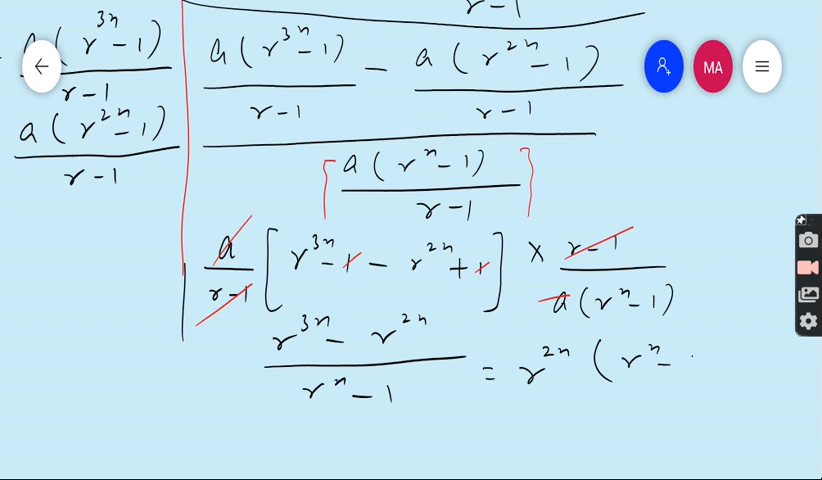 r-1
a(r^{3n}-1)/(r-1)
a(r^{2n}-1)/(r-1)
a(r^{3n}-1)/(r-1) - a(r^{2n}-1)/(r-1)
a(r^n-1)/(r-1)
a/(r-1) [r^{3n}-1-r^{2n}+1] × (r-1)/(a(r^n-1))
(r^{3n}-r^{2n})/(r^n-1) = r^{2n}(r^n-
MA